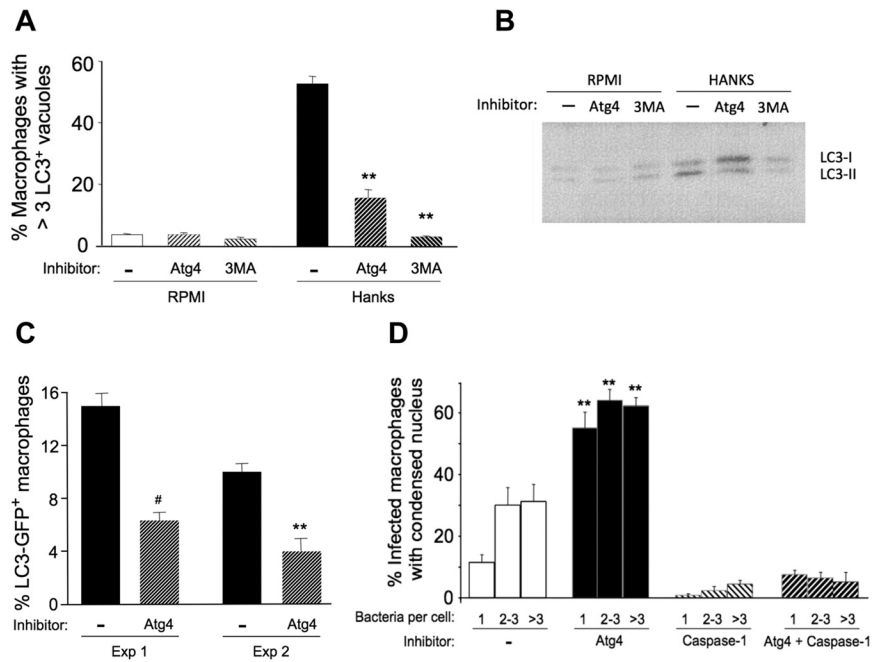 A
% Macrophages with
> 3 LC3⁺ vacuoles
60
40
20
0
** **
Inhibitor: - Atg4 3MA - Atg4 3MA
RPMI Hanks
B
RPMI HANKS
Inhibitor: – Atg4 3MA – Atg4 3MA
LC3-I
LC3-II
C
% LC3-GFP⁺ macrophages
16
12
8
4
0
# **
Inhibitor: - Atg4 - Atg4
Exp 1 Exp 2
D
% Infected macrophages
with condensed nucleus
60
40
20
0
** ** **
Bacteria per cell: 1 2-3 >3 1 2-3 >3 1 2-3 >3 1 2-3 >3
Inhibitor: - Atg4 Caspase-1 Atg4 + Caspase-1